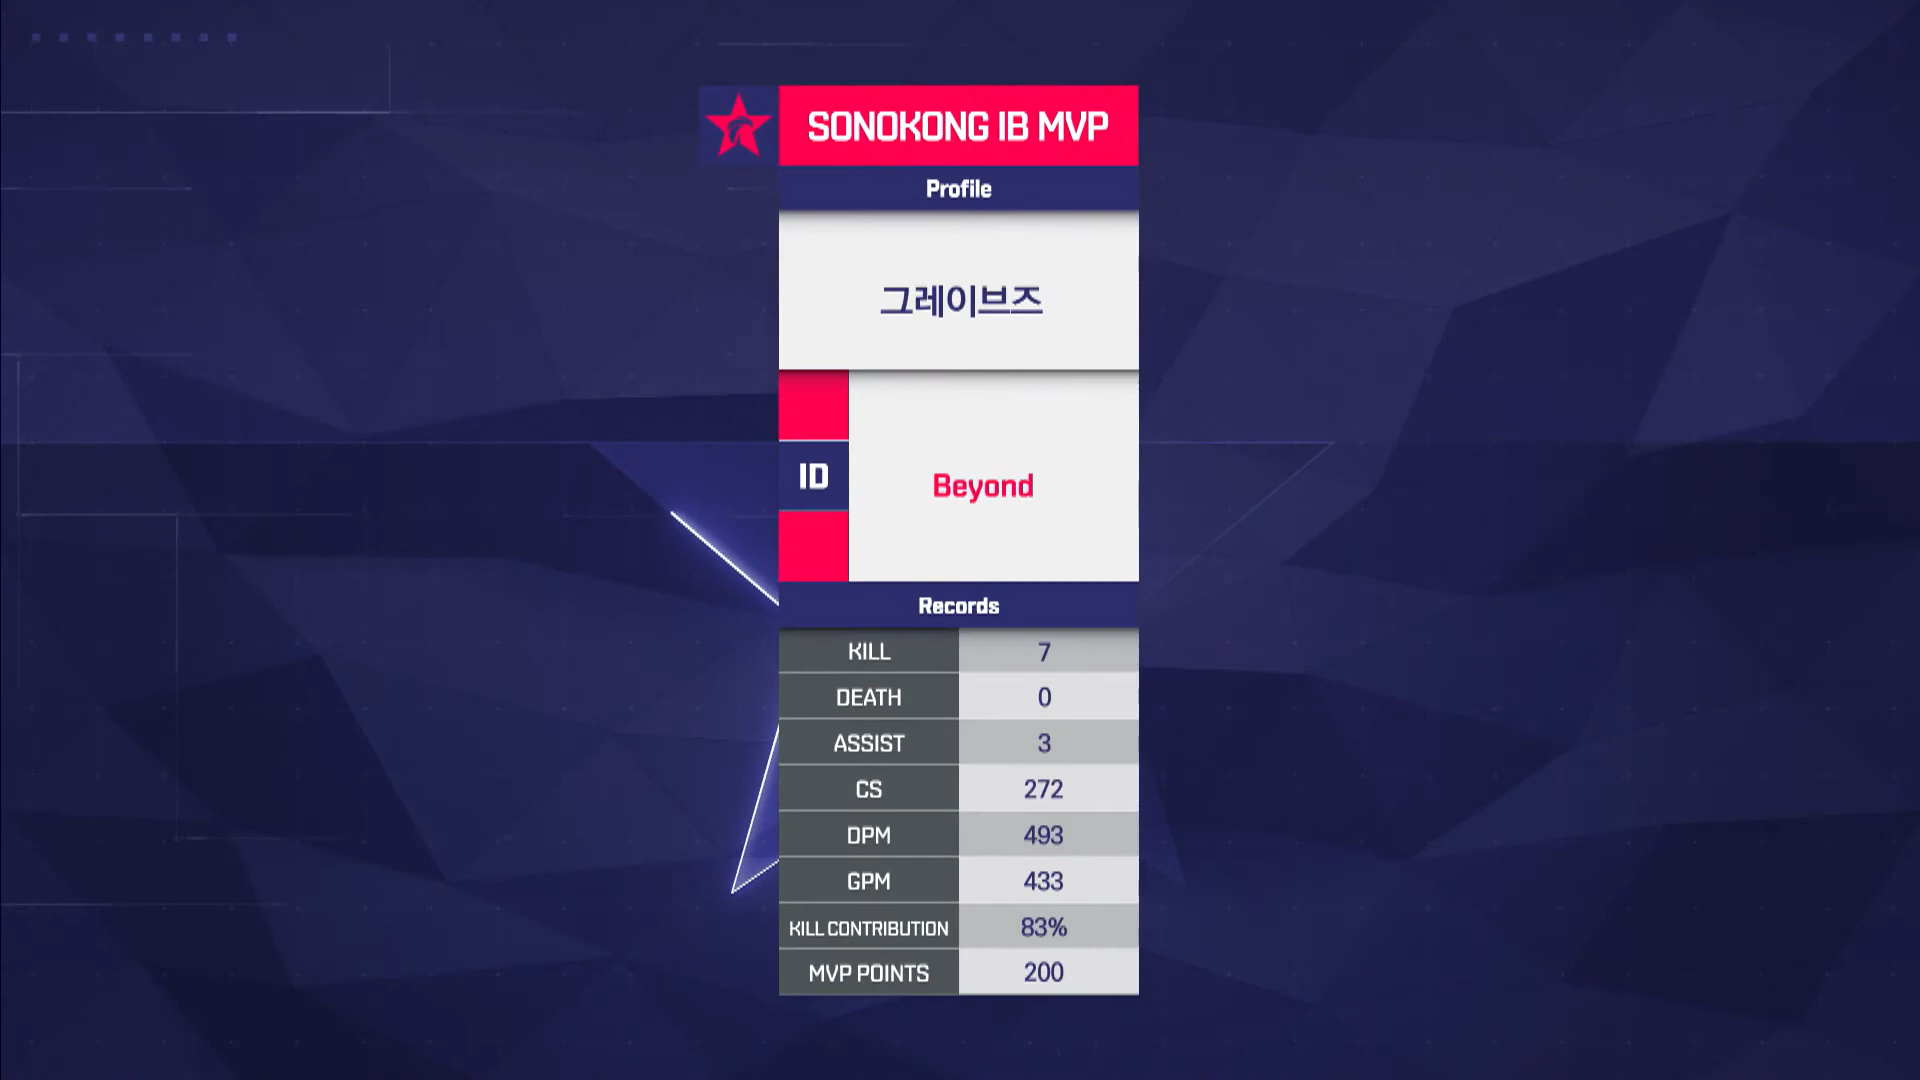 SONOKONG IB MVP
Profile
그레이브즈
ID
Beyond
Records
KILL 7
DEATH 0
ASSIST 3
CS 272
DPM 493
GPM 433
KILL CONTRIBUTION 83%
MVP POINTS 200